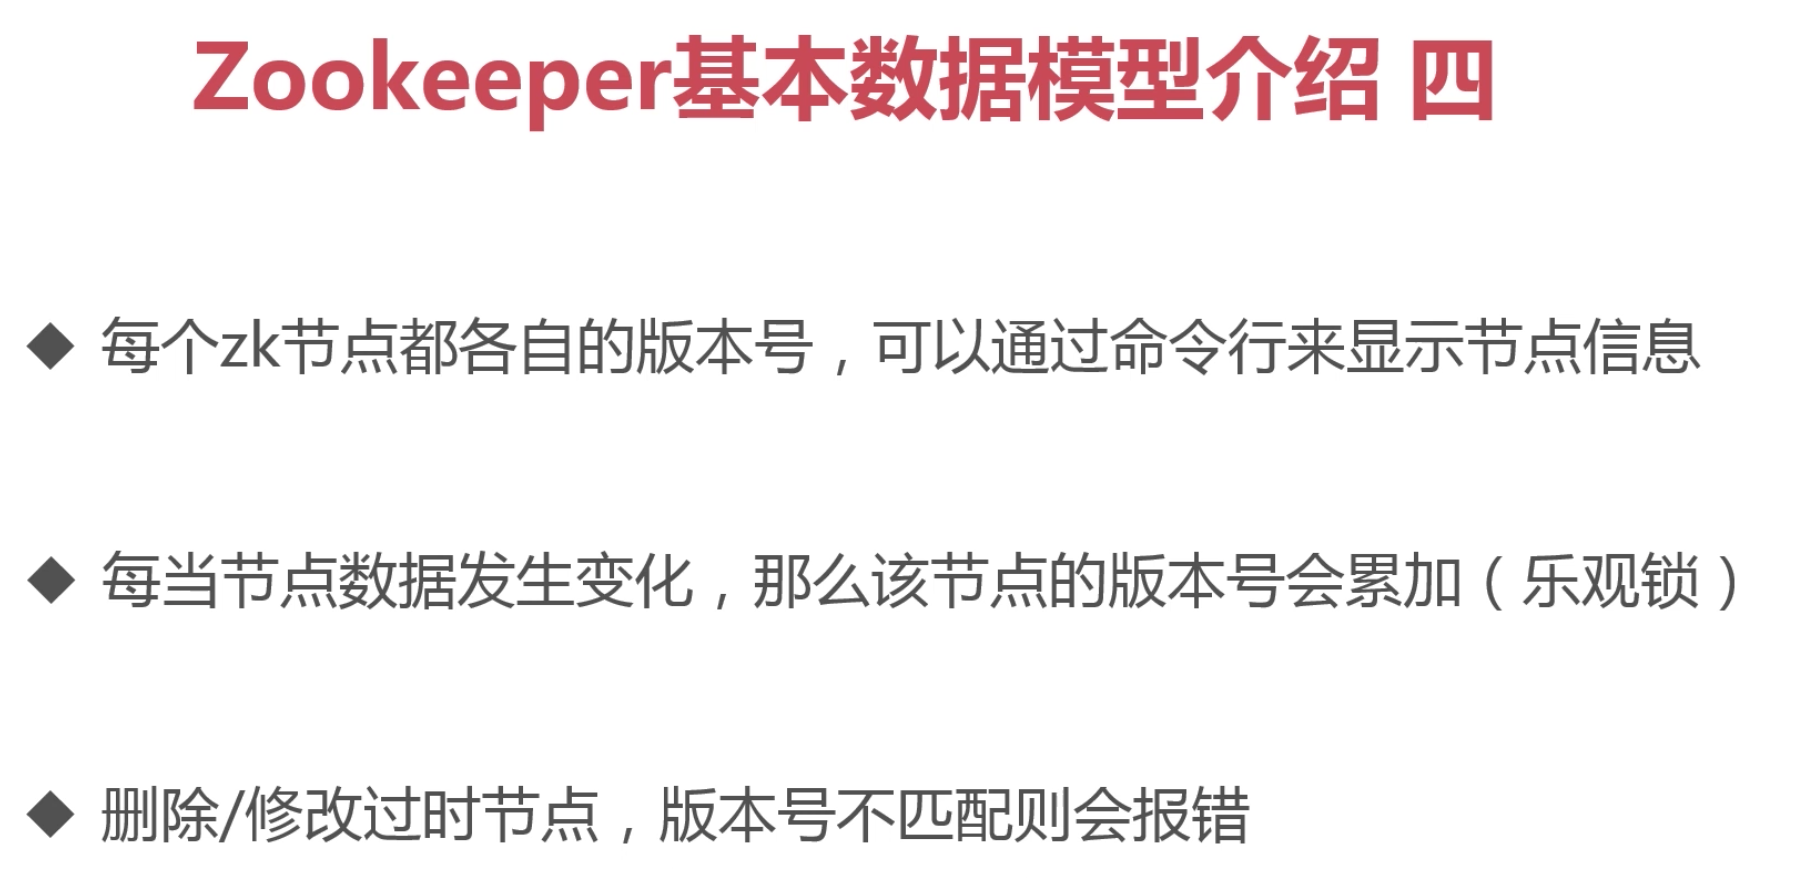 Zookeeper基本数据模型介绍 四
◆ 每个zk节点都各自的版本号，可以通过命令行来显示节点信息
◆ 每当节点数据发生变化，那么该节点的版本号会累加（乐观锁）
◆ 删除/修改过时节点，版本号不匹配则会报错